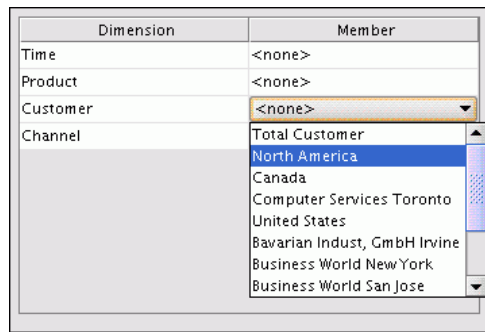 Dimension Member
Time <none>
Product <none>
Customer <none>
Channel
Total Customer
North America
Canada
Computer Services Toronto
United States
Bavarian Indust, GmbH Irvine
Business World New York
Business World San Jose